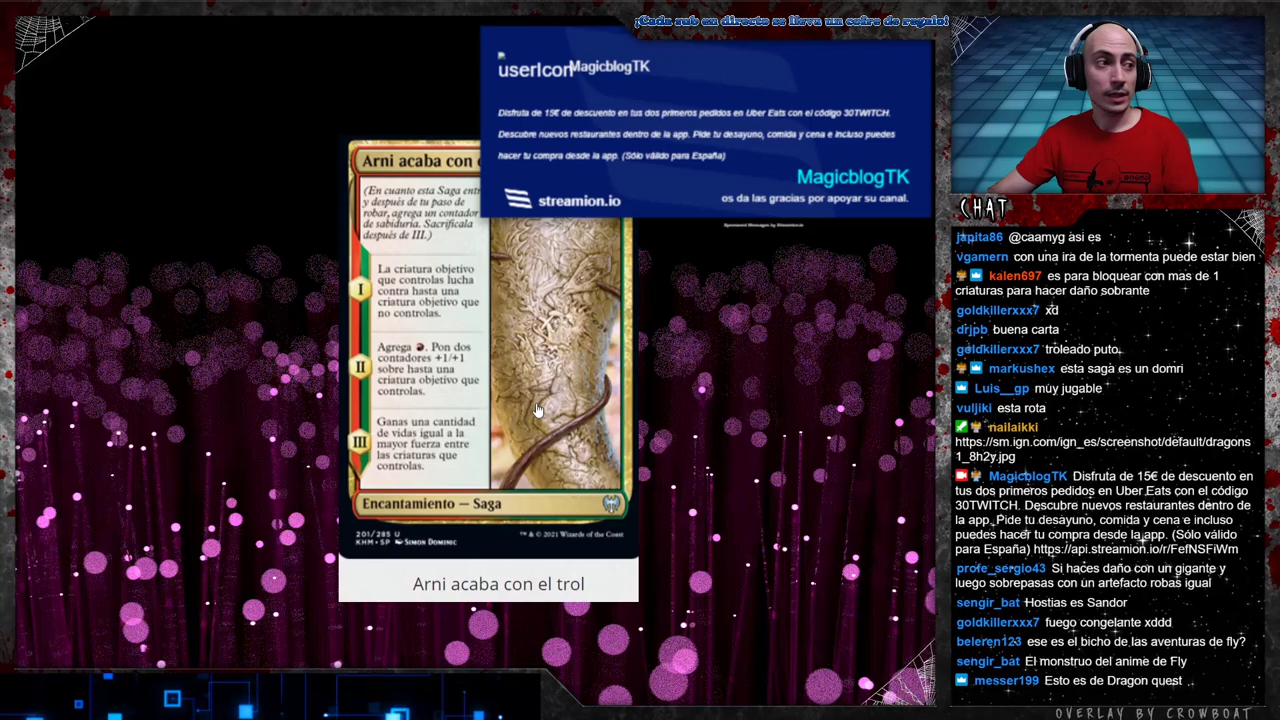 ¡Cada sub en directo se lleva un cofre de regalo!
userIcon
MagicblogTK
Disfruta de 15€ de descuento en tus dos primeros pedidos en Uber Eats con el código 30TWITCH.
Descubre nuevos restaurantes dentro de la app. Pide tu desayuno, comida y cena e incluso puedes
hacer tu compra desde la app. (Sólo válido para España)
MagicblogTK
streamion.io
os da las gracias por apoyar su canal.
Sponsored Messages by Streamion.io
Arni acaba con
(En cuanto esta Saga entr
y después de tu paso de
robar, agrega un contador
de sabiduría. Sacrifícala
después de III.)
I
La criatura objetivo
que controlas lucha
contra hasta una
criatura objetivo que
no controlas.
II
Agrega . Pon dos
contadores +1/+1
sobre hasta una
criatura objetivo que
controlas.
III
Ganas una cantidad
de vidas igual a la
mayor fuerza entre
las criaturas que
controlas.
Encantamiento — Saga
201/285 U
KHM • SP SIMON DOMINIC
™ & © 2021 Wizards of the Coast
Arni acaba con el trol
CHAT
japita86 @caamyg asi es
vgamern con una ira de la tormenta puede estar bien
kalen697 es para bloquear con mas de 1
criaturas para hacer daño sobrante
goldkillerxxx7 xd
drjpb buena carta
goldkillerxxx7 troleado puto
markushex esta saga es un domri
Luis__gp múy jugable
vuljiki esta rota
nailaikki
https://sm.ign.com/ign_es/screenshot/default/dragons
1_8h2y.jpg
MagicblogTK Disfruta de 15€ de descuento en
tus dos primeros pedidos en Uber Eats con el código
30TWITCH. Descubre nuevos restaurantes dentro de
la app. Pide tu desayuno, comida y cena e incluso
puedes hacer tu compra desde la app. (Sólo válido
para España) https://api.streamion.io/r/FefNSFiWm
profe_sergio43 Si haces daño con un gigante y
luego sobrepasas con un artefacto robas igual
sengir_bat Hostias es Sandor
goldkillerxxx7 fuego congelante xddd
beleren123 ese es el bicho de las aventuras de fly?
sengir_bat El monstruo del anime de Fly
messer199 Esto es de Dragon quest
OVERLAY BY CROWBOAT